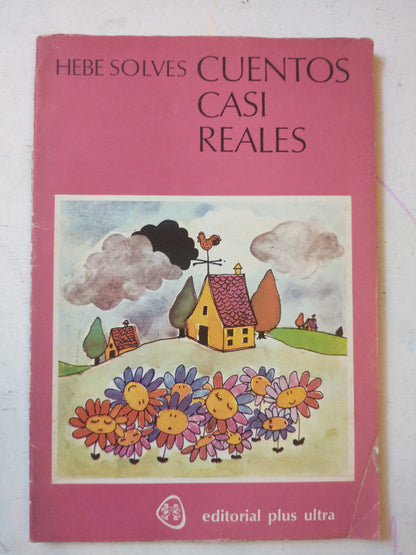 HEBE SOLVES CUENTOS
CASI
REALES
editorial plus ultra